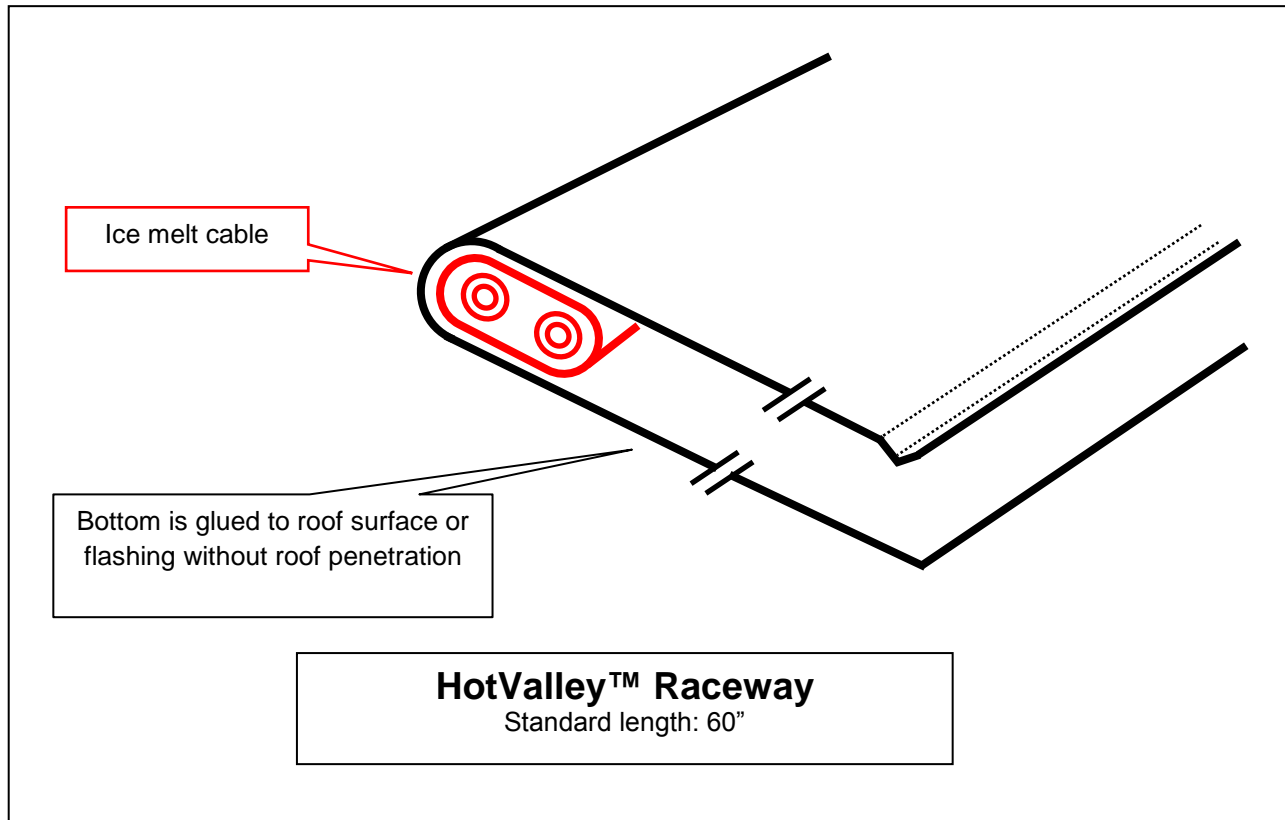 Ice melt cable
Bottom is glued to roof surface or
flashing without roof penetration
HotValley™ Raceway
Standard length: 60”